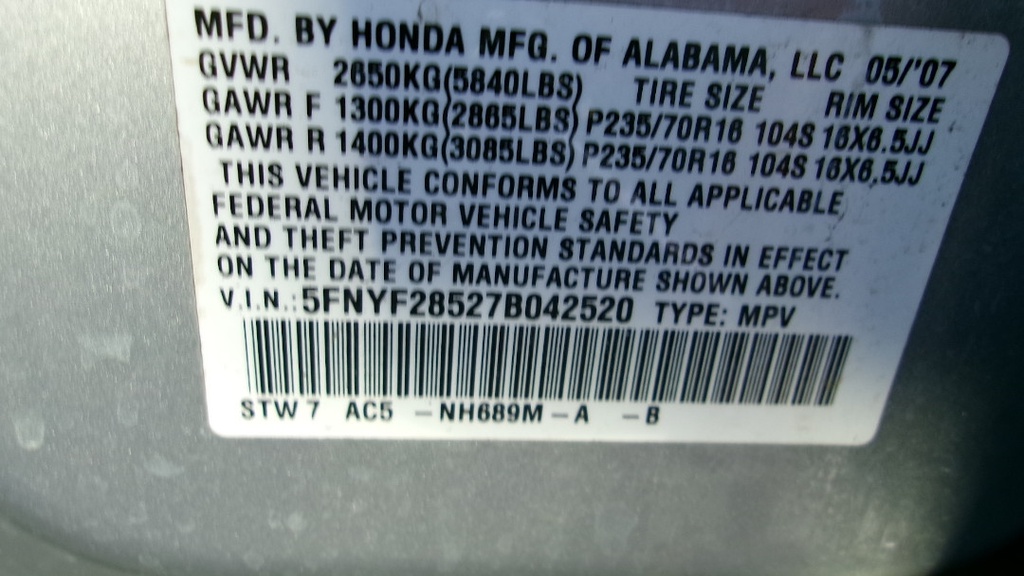 MFD. BY HONDA MFG. OF ALABAMA, LLC 05/'07
GVWR 2650KG(5840LBS) TIRE SIZE RIM SIZE
GAWR F 1300KG(2865LBS) P235/70R16 104S 16X6.5JJ
GAWR R 1400KG(3085LBS) P235/70R16 104S 16X6.5JJ
THIS VEHICLE CONFORMS TO ALL APPLICABLE
FEDERAL MOTOR VEHICLE SAFETY
AND THEFT PREVENTION STANDARDS IN EFFECT
ON THE DATE OF MANUFACTURE SHOWN ABOVE.
V.I.N.:5FNYF28527B042520 TYPE: MPV
STW7 AC5 -NH689M-A -B